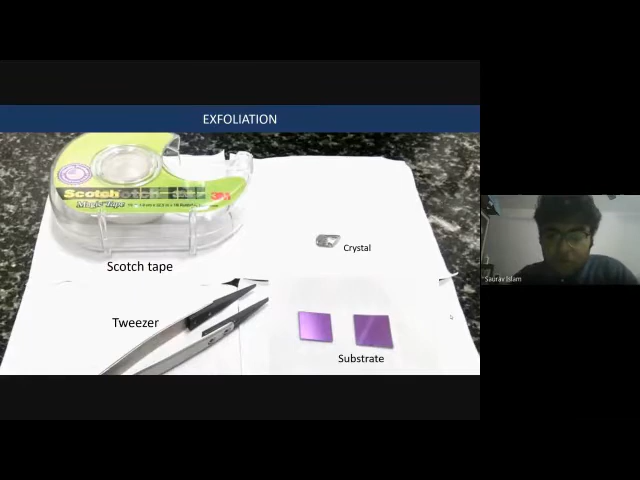 EXFOLIATION
Scotch
Magic Tape
3M
Crystal
Scotch tape
Tweezer
Substrate
Saurav Islam